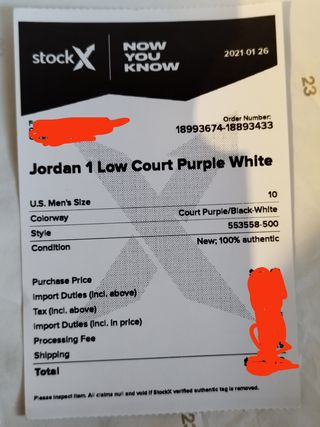 stockX
NOW
YOU
KNOW
2021 01 26
Order Number:
18993674-18893433
Jordan 1 Low Court Purple White
U.S. Men's Size 10
Colorway Court Purple/Black-White
Style 553558-500
Condition New; 100% authentic
Purchase Price
Import Duties (incl. above)
Tax (incl. above)
Import Duties (incl. in price)
Processing Fee
Shipping
Total
Please inspect item. All claims null and void if StockX verified authentic tag is removed.
23
22